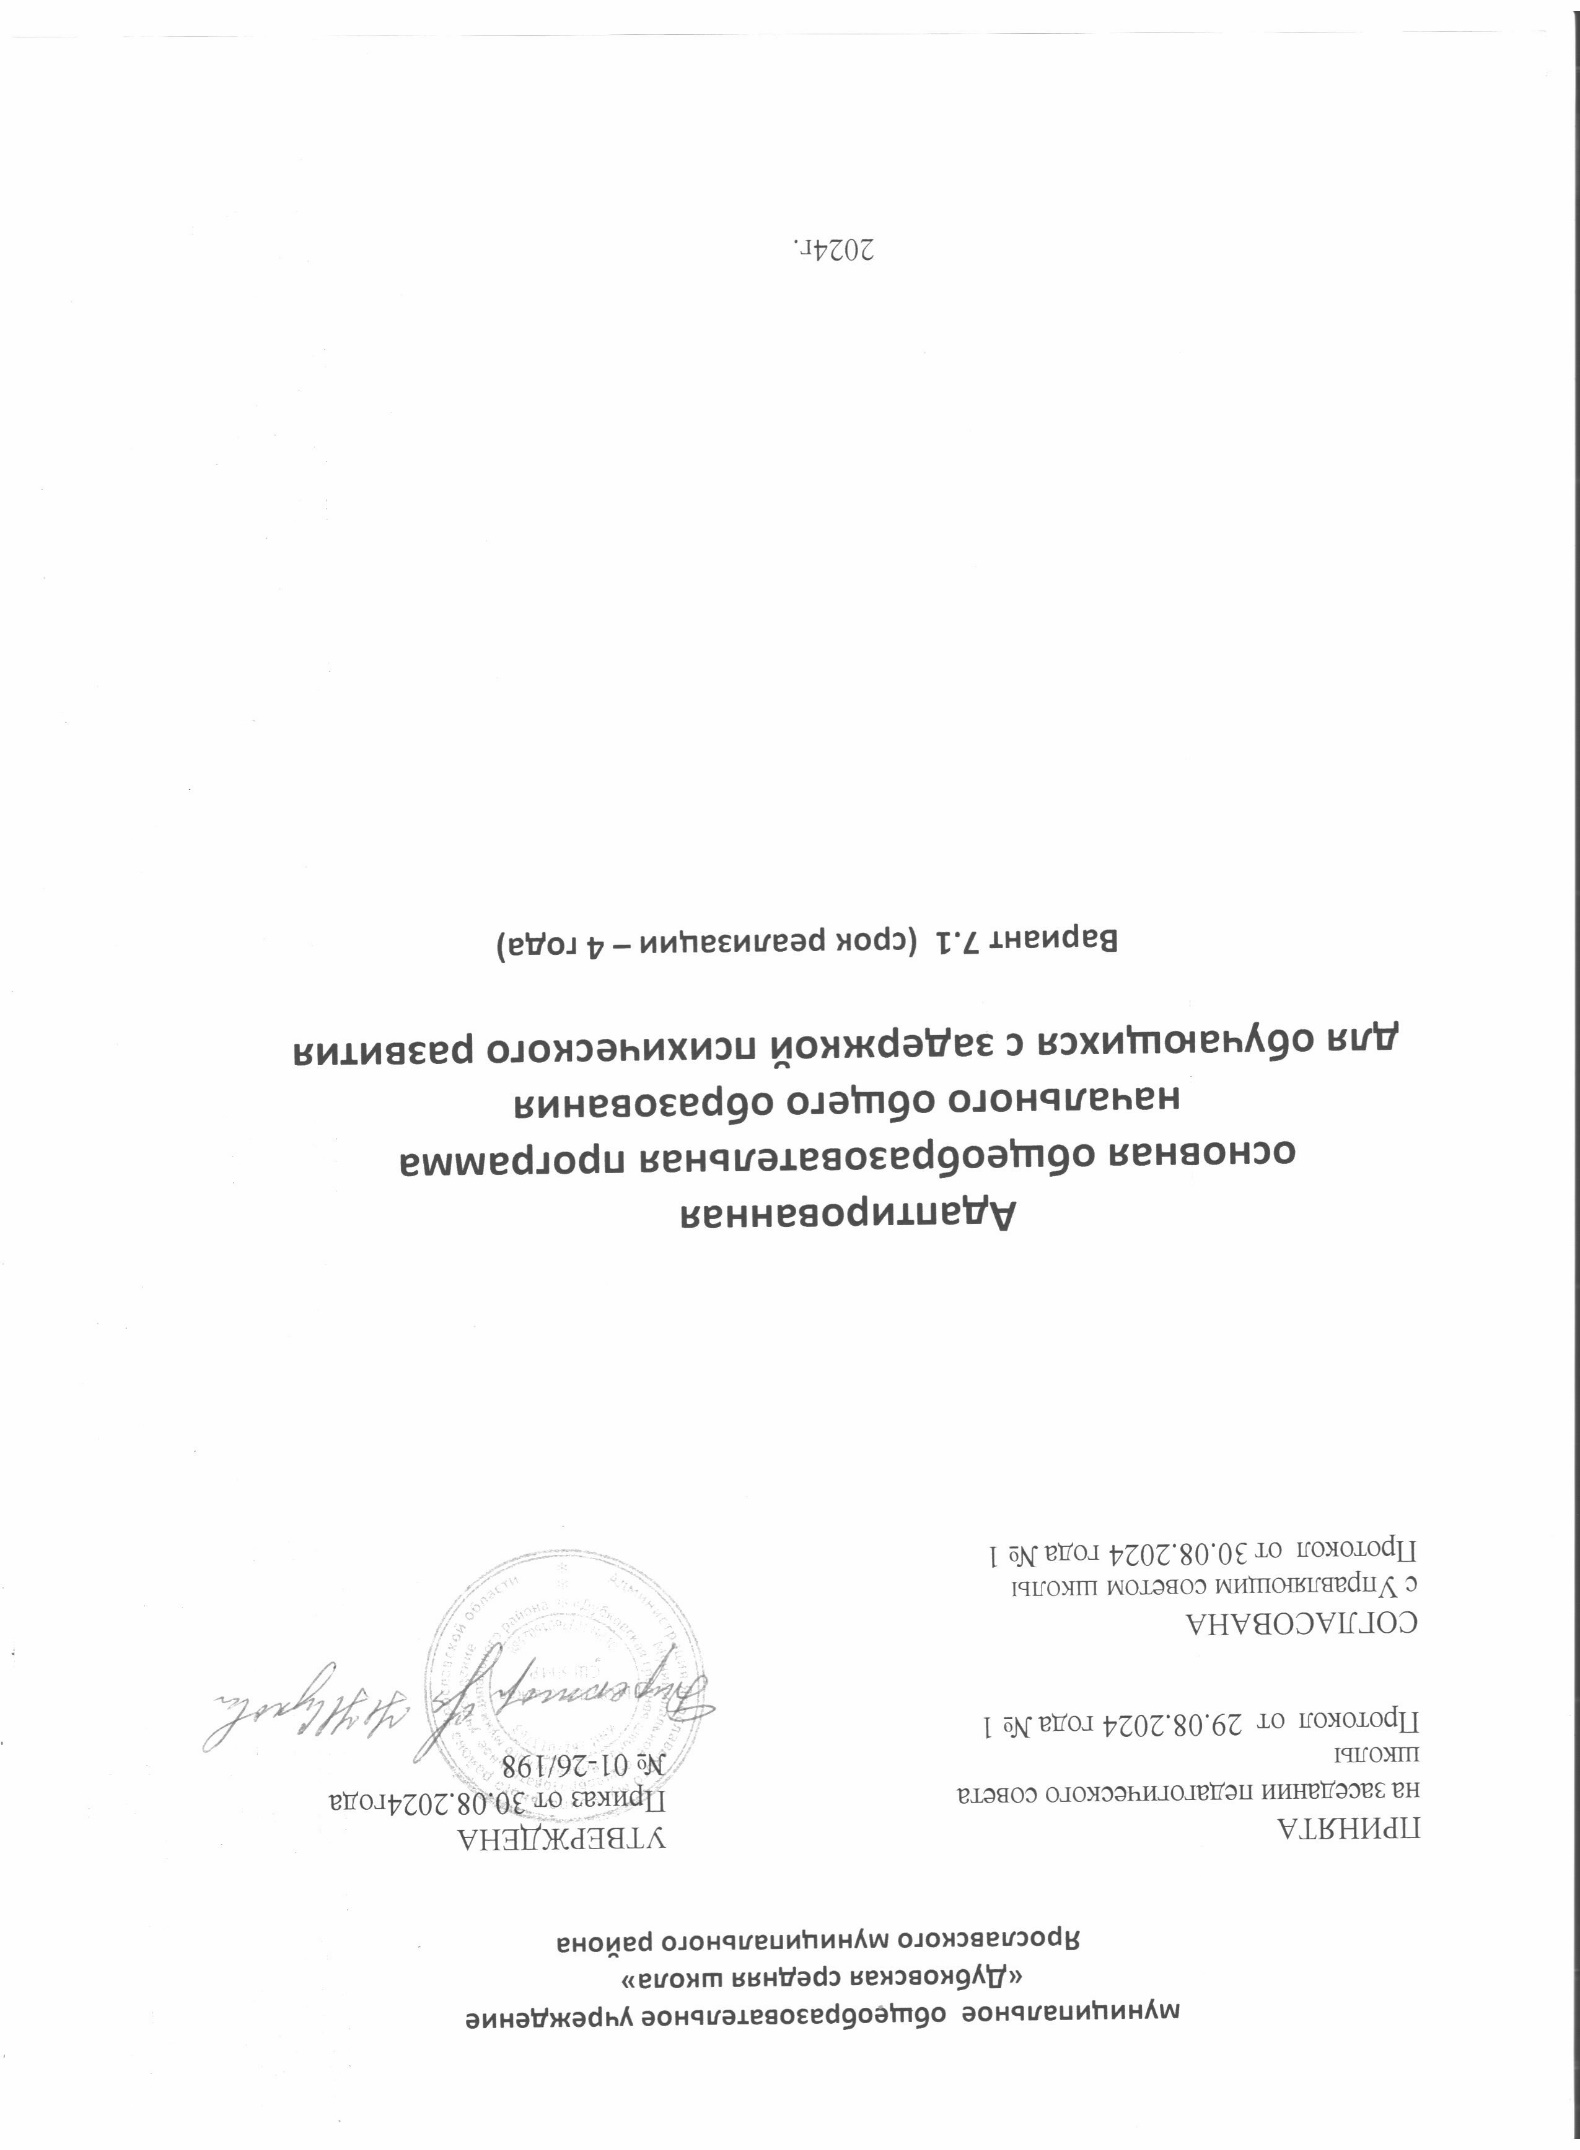 муниципальное общеобразовательное учреждение
«Дубковская средняя школа»
Ярославского муниципального района
ПРИНЯТА
на заседании педагогического совета
школы
Протокол от 29.08.2024 года № 1
СОГЛАСОВАНА
с Управляющим советом школы
Протокол от 30.08.2024 года № 1
УТВЕРЖДЕНА
Приказ от 30.08.2024года
№ 01-26/198
Директор
Адаптированная
основная общеобразовательная программа
начального общего образования
для обучающихся с задержкой психического развития
Вариант 7.1 (срок реализации – 4 года)
2024г.